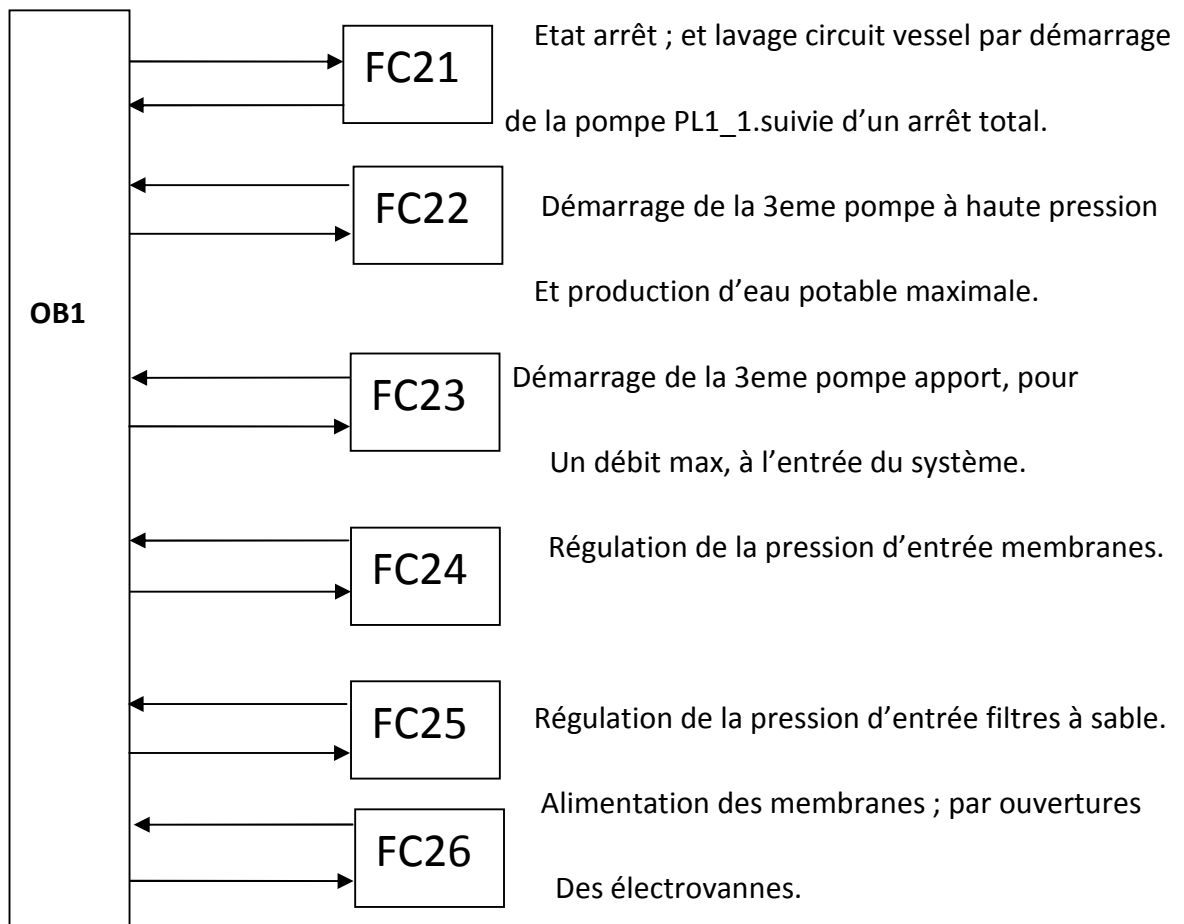 OB1
FC21
Etat arrêt ; et lavage circuit vessel par démarrage
de la pompe PL1_1.suivie d’un arrêt total.
FC22
Démarrage de la 3eme pompe à haute pression
Et production d’eau potable maximale.
FC23
Démarrage de la 3eme pompe apport, pour
Un débit max, à l’entrée du système.
FC24
Régulation de la pression d’entrée membranes.
FC25
Régulation de la pression d’entrée filtres à sable.
FC26
Alimentation des membranes ; par ouvertures
Des électrovannes.